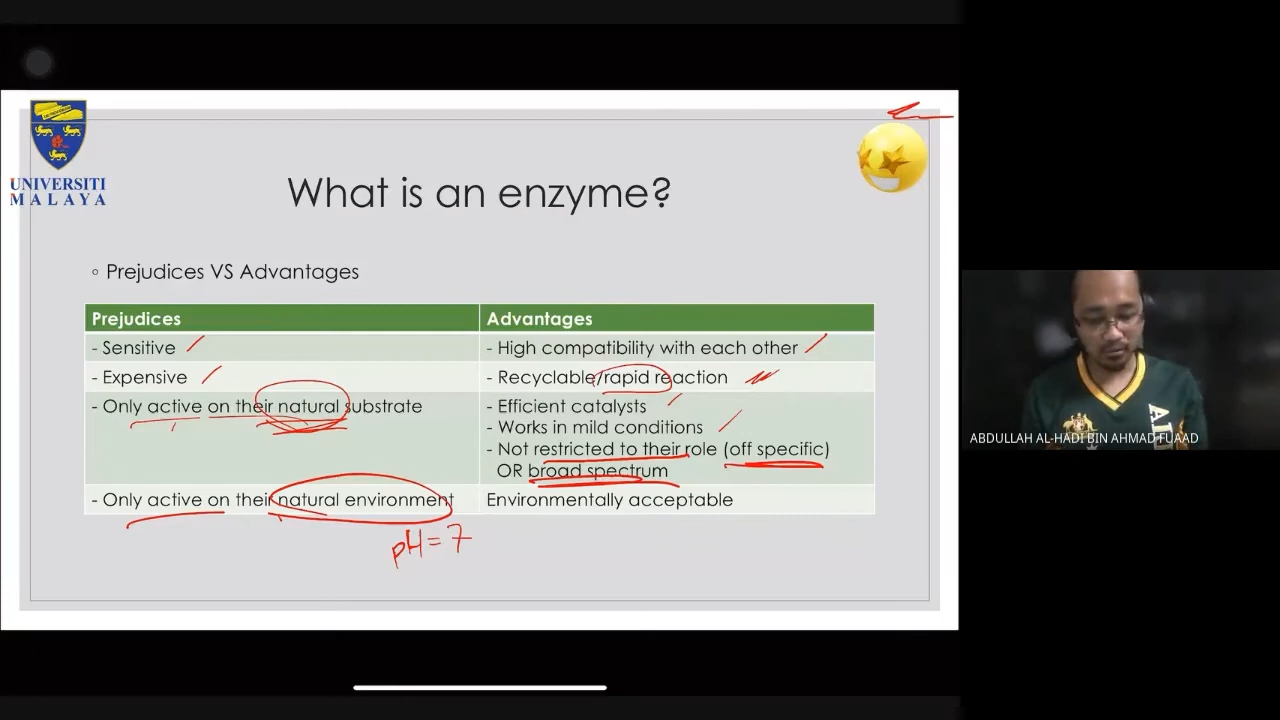 UNIVERSITI
MALAYA
What is an enzyme?
◦ Prejudices VS Advantages
Prejudices
Advantages
- Sensitive
- High compatibility with each other
- Expensive
- Recyclable/rapid reaction
- Only active on their natural substrate
- Efficient catalysts
- Works in mild conditions
- Not restricted to their role (off specific)
OR broad spectrum
- Only active on their natural environment
Environmentally acceptable
pH = 7
ABDULLAH AL-HADI BIN AHMAD FUAAD